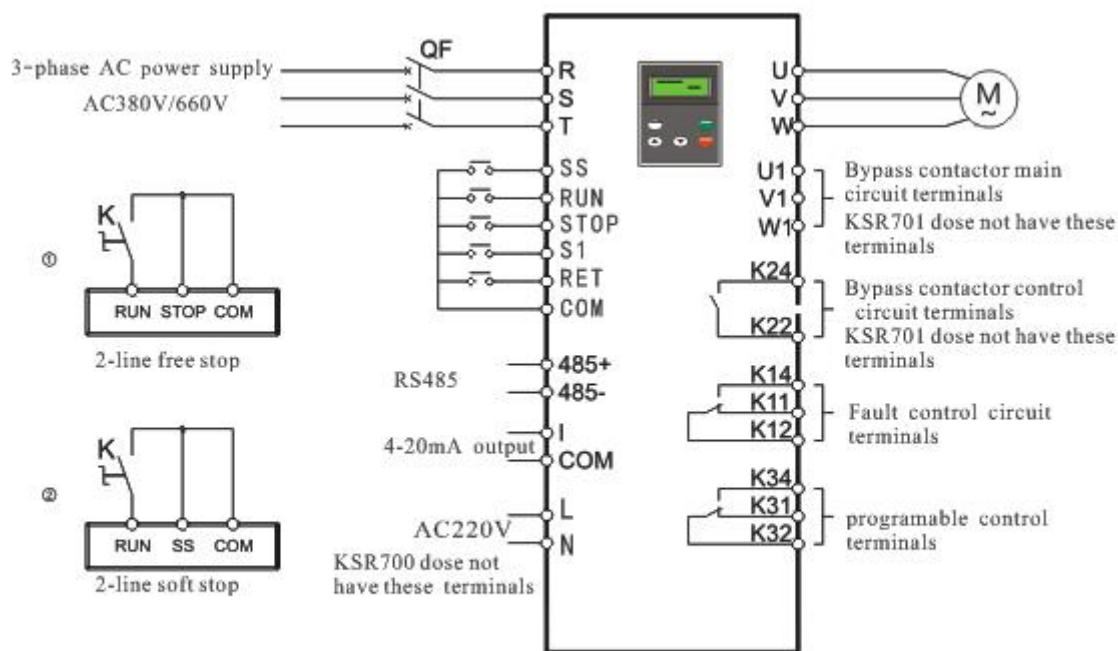 QF
3-phase AC power supply
AC380V/660V
R
S
T
U
V
W
M
~
SS
RUN
STOP
S1
RET
COM
U1
V1
W1
Bypass contactor main
circuit terminals
KSR701 dose not have these
terminals
K
①
RUN STOP COM
2-line free stop
K24
K22
Bypass contactor control
circuit terminals
KSR701 dose not have these
terminals
RS485
485+
485-
K14
K11
K12
Fault control circuit
terminals
4-20mA output
I
COM
K
②
RUN SS COM
2-line soft stop
AC220V
L
N
KSR700 dose not
have these terminals
K34
K31
K32
programable control
terminals